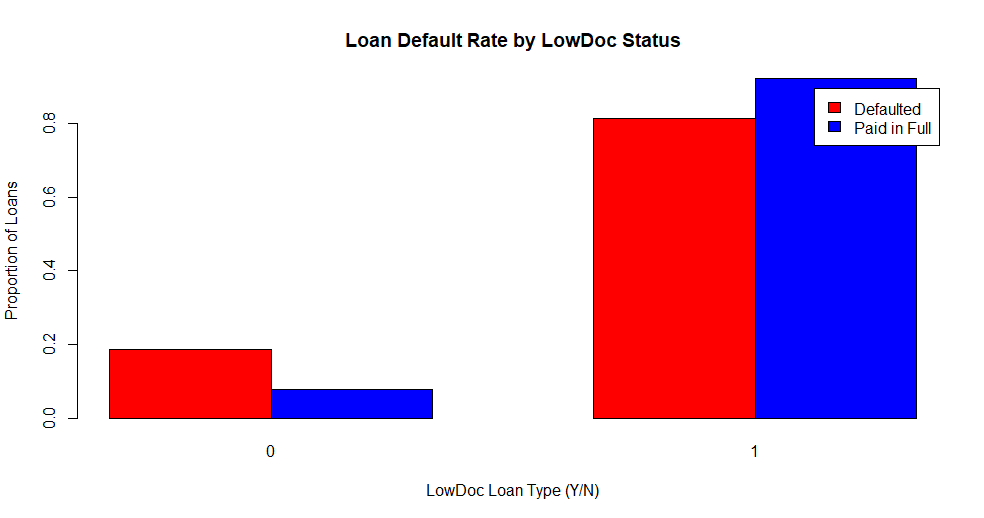 Loan Default Rate by LowDoc Status
Defaulted
Paid in Full
Proportion of Loans
0.8
0.6
0.4
0.2
0.0
0
1
LowDoc Loan Type (Y/N)